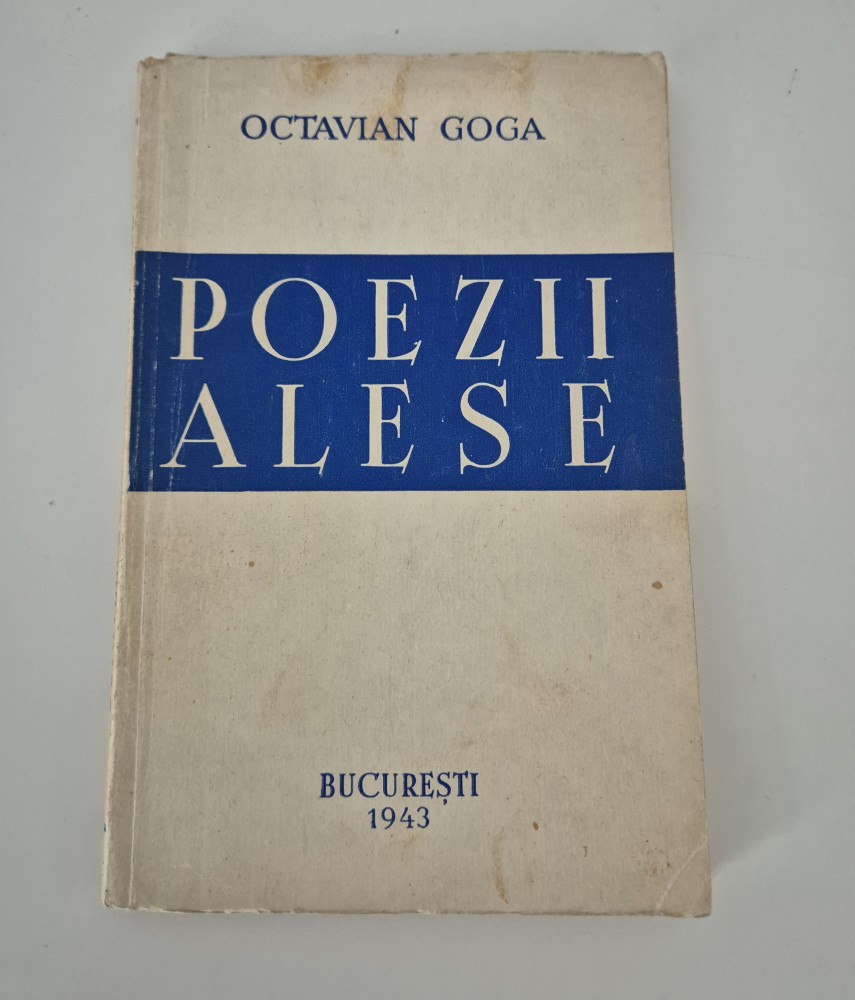 OCTAVIAN GOGA
POEZII
ALESE
BUCUREȘTI
1943